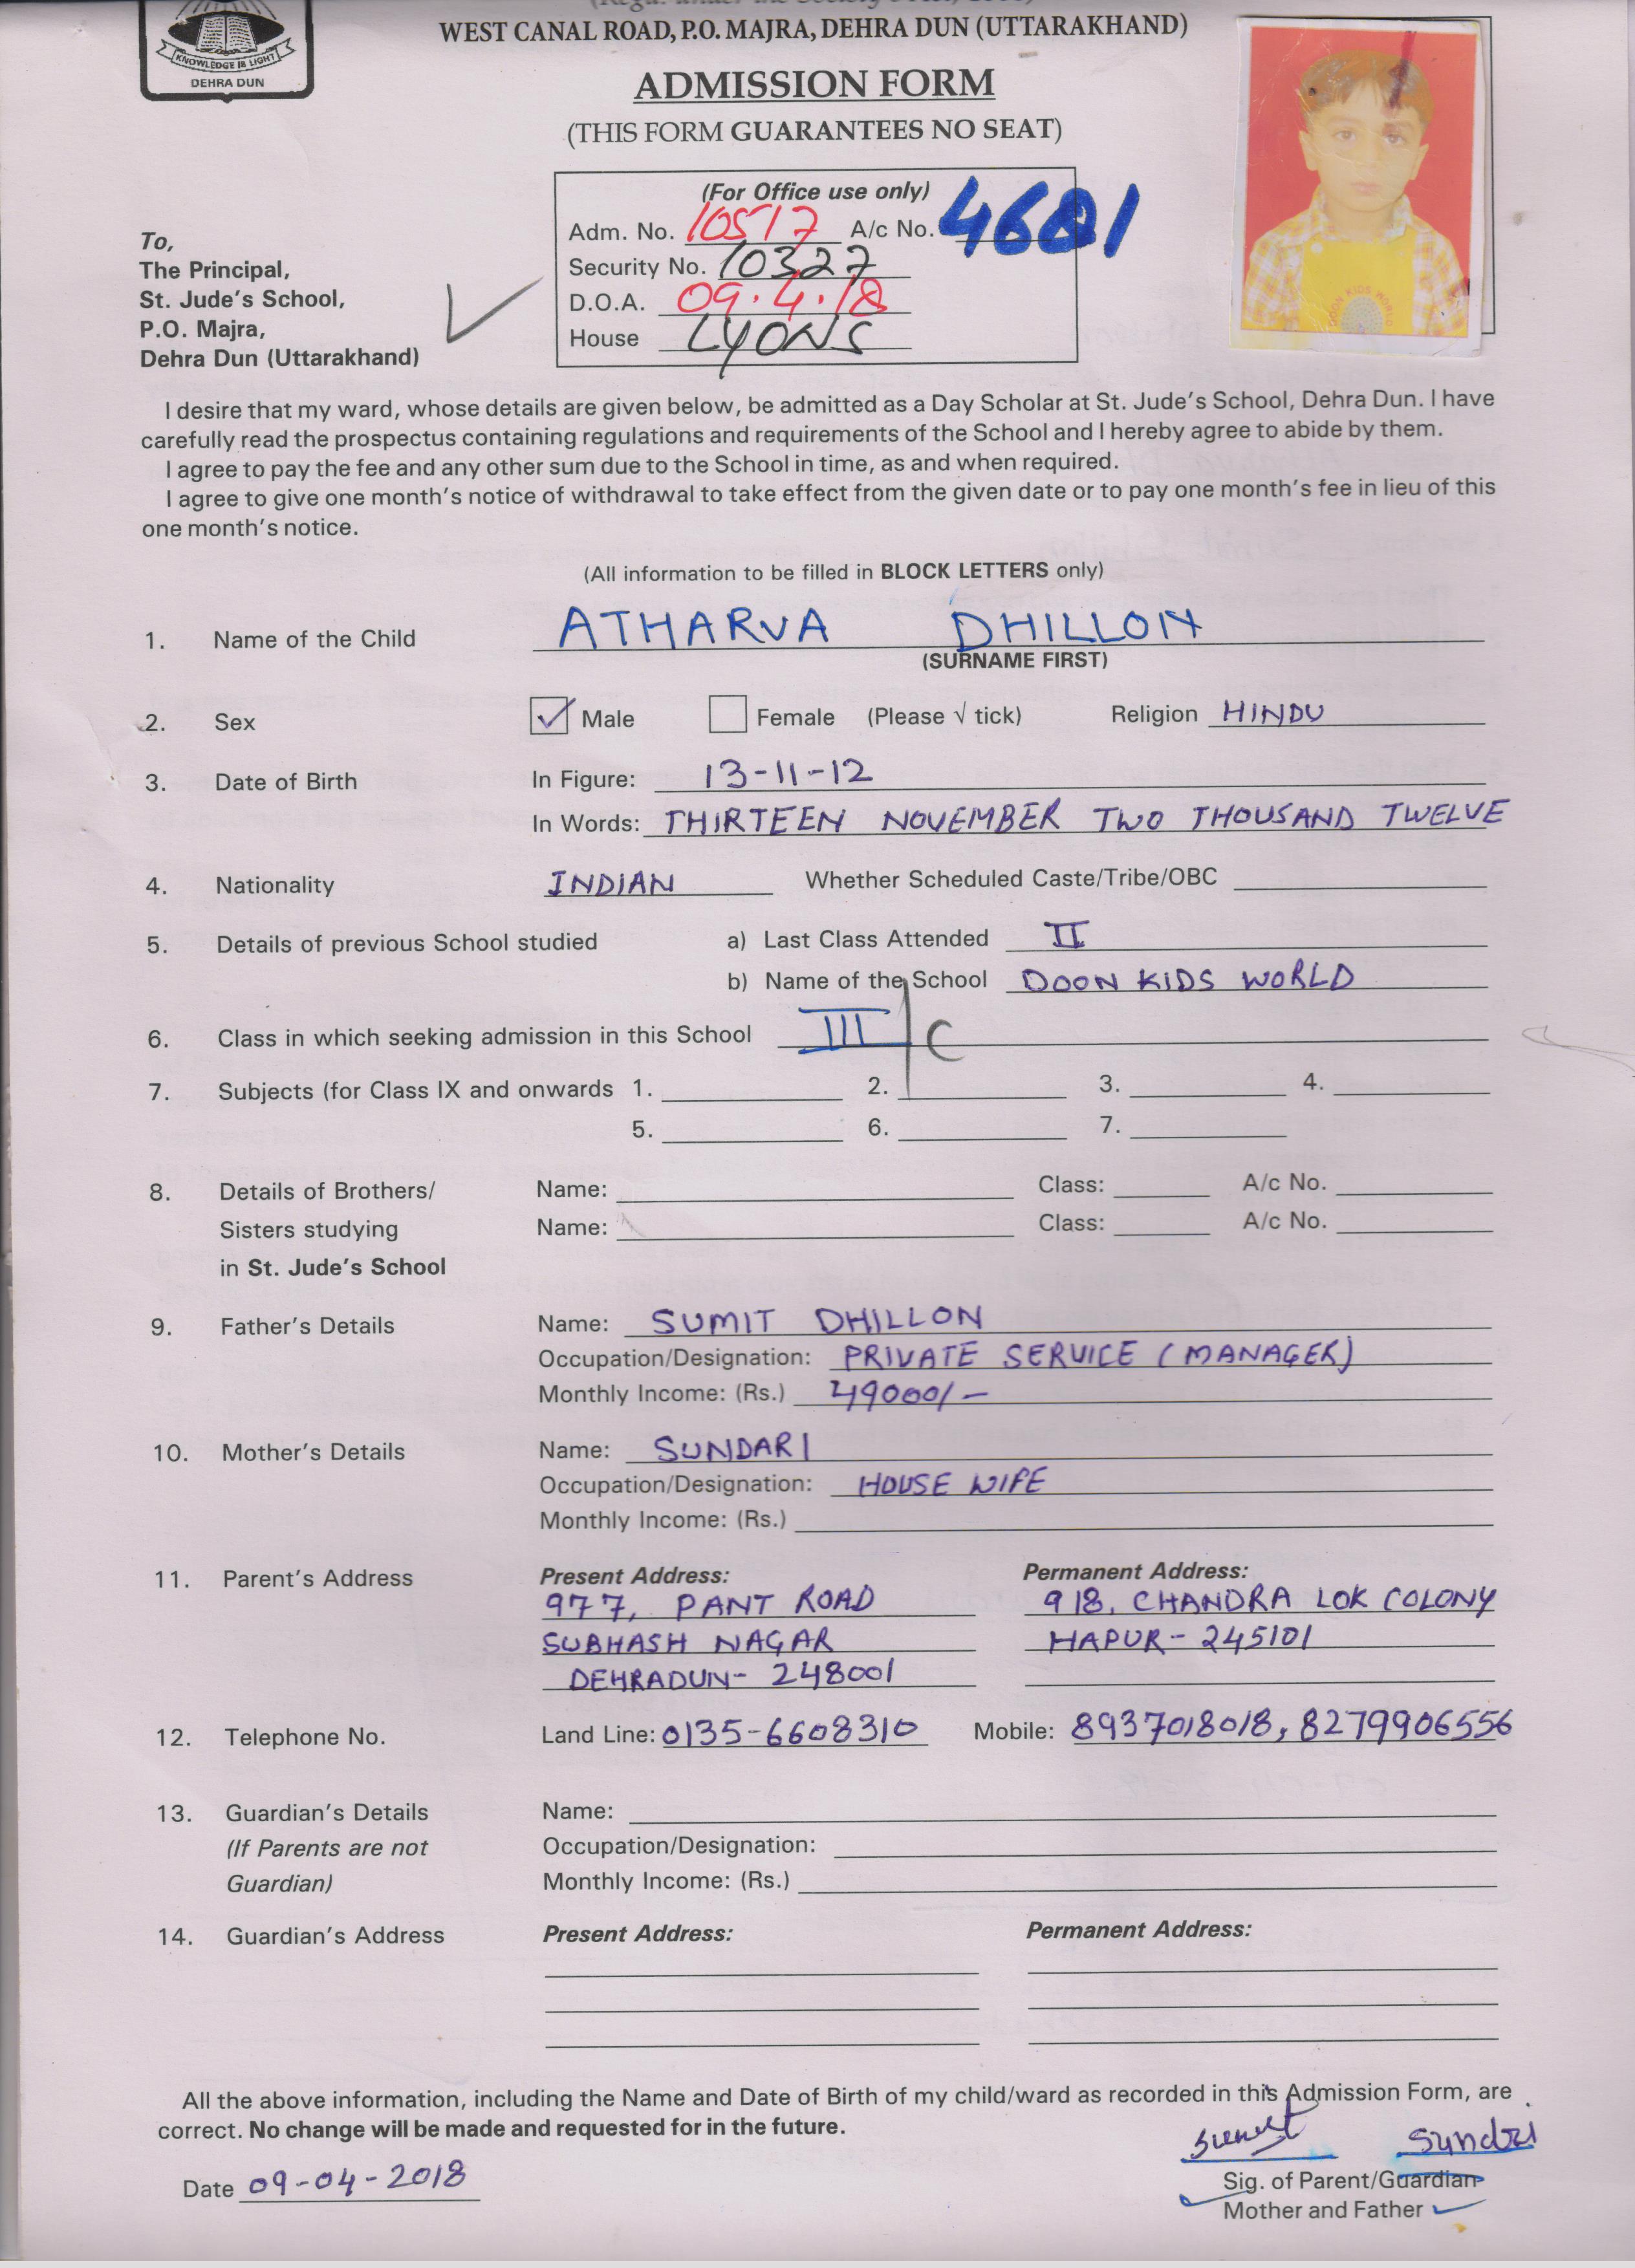 KNOWLEDGE IS LIGHT
DEHRA DUN
WEST CANAL ROAD, P.O. MAJRA, DEHRA DUN (UTTARAKHAND)
ADMISSION FORM
(THIS FORM GUARANTEES NO SEAT)
(For Office use only)
Adm. No. 10517 A/c No. 4681
Security No. 10327
D.O.A. 09.4.18
House LYONS
To,
The Principal,
St. Jude's School,
P.O. Majra,
Dehra Dun (Uttarakhand)
DOON KIDS WORLD
I desire that my ward, whose details are given below, be admitted as a Day Scholar at St. Jude's School, Dehra Dun. I have
carefully read the prospectus containing regulations and requirements of the School and I hereby agree to abide by them.
I agree to pay the fee and any other sum due to the School in time, as and when required.
I agree to give one month's notice of withdrawal to take effect from the given date or to pay one month's fee in lieu of this
one month's notice.
(All information to be filled in BLOCK LETTERS only)
1. Name of the Child ATHARVA DHILLON
(SURNAME FIRST)
2. Sex ✓ Male Female (Please √ tick) Religion HINDU
3. Date of Birth In Figure: 13-11-12
In Words: THIRTEEN NOVEMBER TWO THOUSAND TWELVE
4. Nationality INDIAN Whether Scheduled Caste/Tribe/OBC
5. Details of previous School studied a) Last Class Attended II
b) Name of the School DOON KIDS WORLD
6. Class in which seeking admission in this School III/C
7. Subjects (for Class IX and onwards 1. 2. 3. 4.
5. 6. 7.
8. Details of Brothers/ Name: Class: A/c No.
Sisters studying Name: Class: A/c No.
in St. Jude's School
9. Father's Details Name: SUMIT DHILLON
Occupation/Designation: PRIVATE SERVICE (MANAGER)
Monthly Income: (Rs.) 49000/-
10. Mother's Details Name: SUNDARI
Occupation/Designation: HOUSE WIFE
Monthly Income: (Rs.)
11. Parent's Address Present Address: Permanent Address:
977, PANT ROAD 918, CHANDRA LOK COLONY
SUBHASH NAGAR HAPUR- 245101
DEHRADUN- 248001
12. Telephone No. Land Line: 0135-6608310 Mobile: 8937018018, 8279906556
13. Guardian's Details Name:
(If Parents are not Occupation/Designation:
Guardian) Monthly Income: (Rs.)
14. Guardian's Address Present Address: Permanent Address:
All the above information, including the Name and Date of Birth of my child/ward as recorded in this Admission Form, are
correct. No change will be made and requested for in the future.
Sumit Sundri
Date 09-04-2018
Sig. of Parent/Guardian
Mother and Father